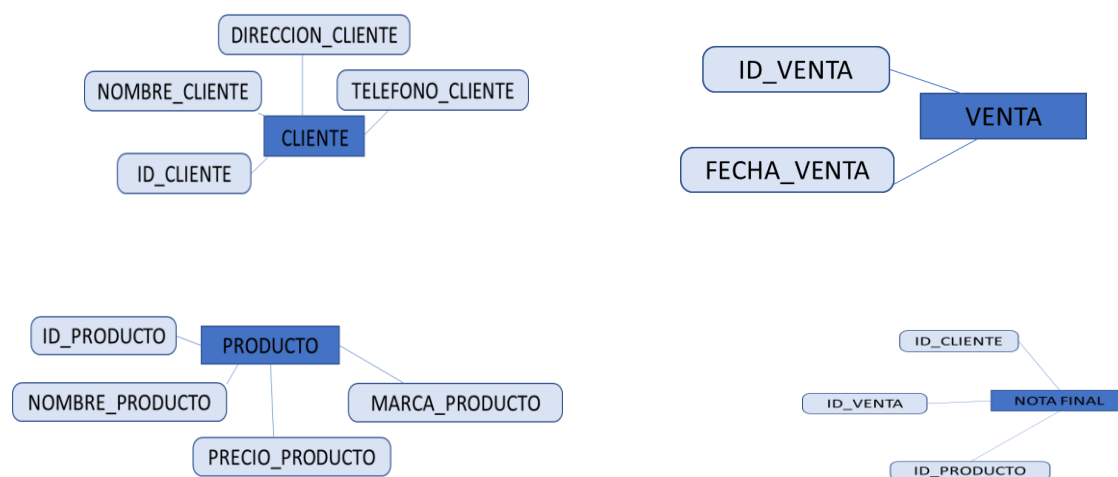 DIRECCION_CLIENTE
NOMBRE_CLIENTE
TELEFONO_CLIENTE
CLIENTE
ID_CLIENTE
ID_VENTA
VENTA
FECHA_VENTA
ID_PRODUCTO
PRODUCTO
NOMBRE_PRODUCTO
MARCA_PRODUCTO
PRECIO_PRODUCTO
ID_CLIENTE
ID_VENTA
NOTA FINAL
ID_PRODUCTO